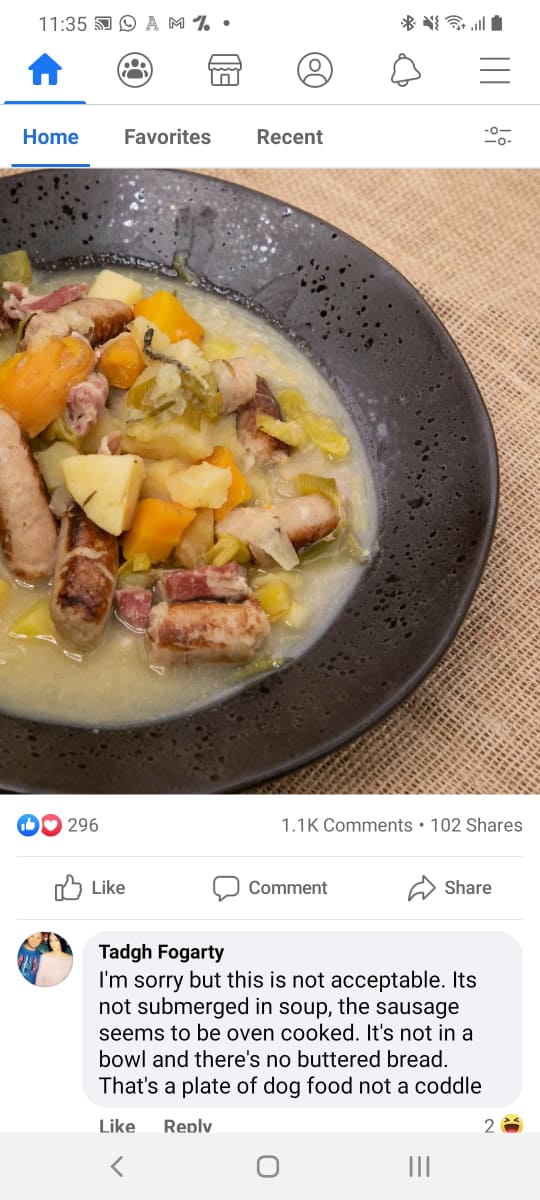 11:35
Home Favorites Recent
296 1.1K Comments • 102 Shares
Like Comment Share
Tadgh Fogarty
I'm sorry but this is not acceptable. Its
not submerged in soup, the sausage
seems to be oven cooked. It's not in a
bowl and there's no buttered bread.
That's a plate of dog food not a coddle
Like Reply 2